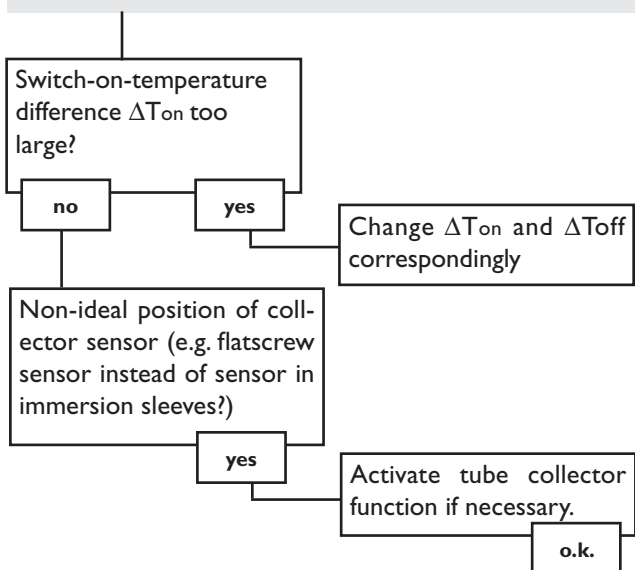 Switch-on-temperature
difference ΔTon too
large?
no
yes
Change ΔTon and ΔToff
correspondingly
Non-ideal position of coll-
ector sensor (e.g. flatscrew
sensor instead of sensor in
immersion sleeves?)
yes
Activate tube collector
function if necessary.
o.k.